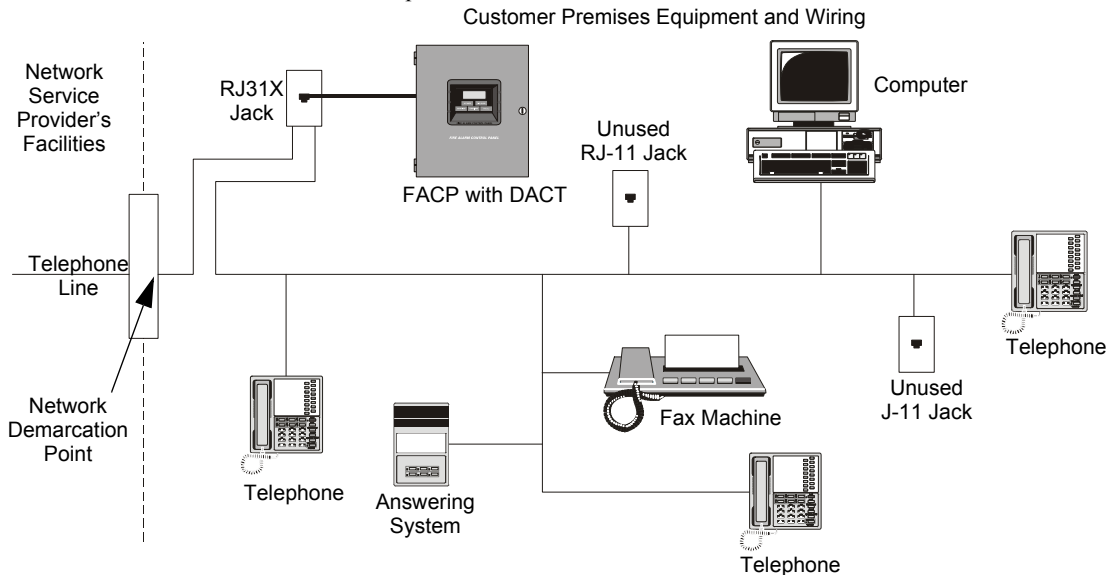 Customer Premises Equipment and Wiring
Network
Service
Provider's
Facilities
RJ31X
Jack
FACP with DACT
Unused
RJ-11 Jack
Computer
Telephone
Line
Telephone
Unused
J-11 Jack
Network
Demarcation
Point
Telephone
Answering
System
Fax Machine
Telephone